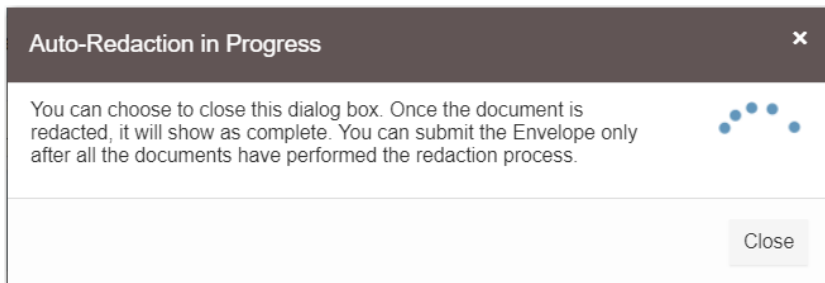 Auto-Redaction in Progress
You can choose to close this dialog box. Once the document is
redacted, it will show as complete. You can submit the Envelope only
after all the documents have performed the redaction process.
Close